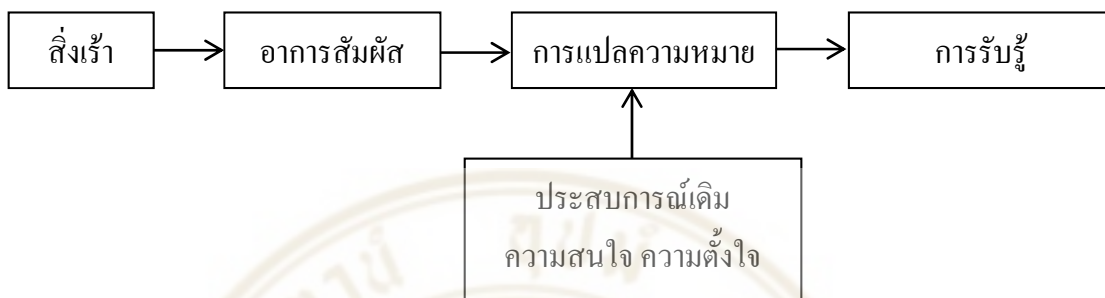 สิ่งเร้า
อาการสัมผัส
การแปลความหมาย
การรับรู้
ประสบการณ์เดิม
ความสนใจ ความตั้งใจ